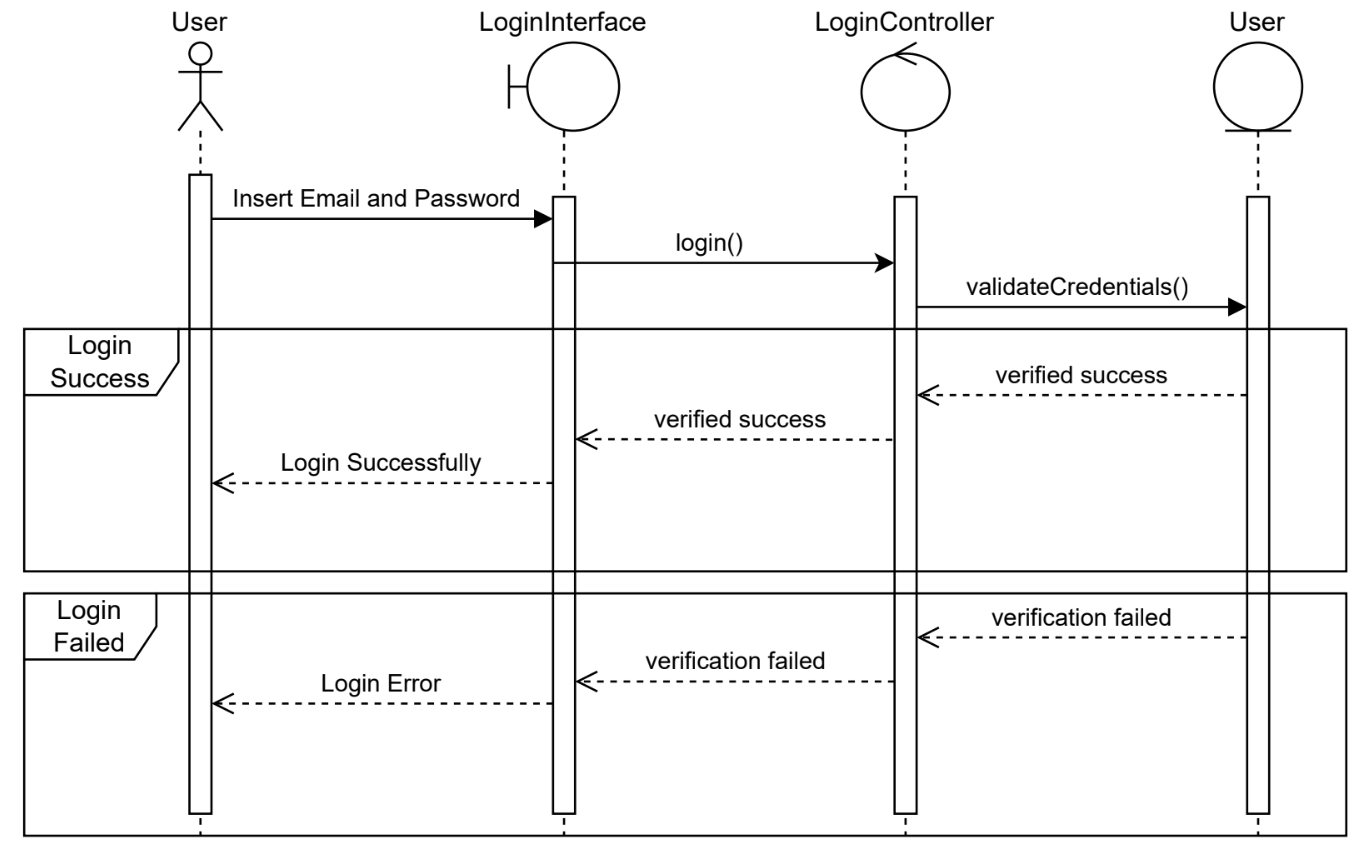 User
LoginInterface
LoginController
User
Insert Email and Password
login()
validateCredentials()
Login
Success
verified success
verified success
Login Successfully
Login
Failed
verification failed
verification failed
Login Error